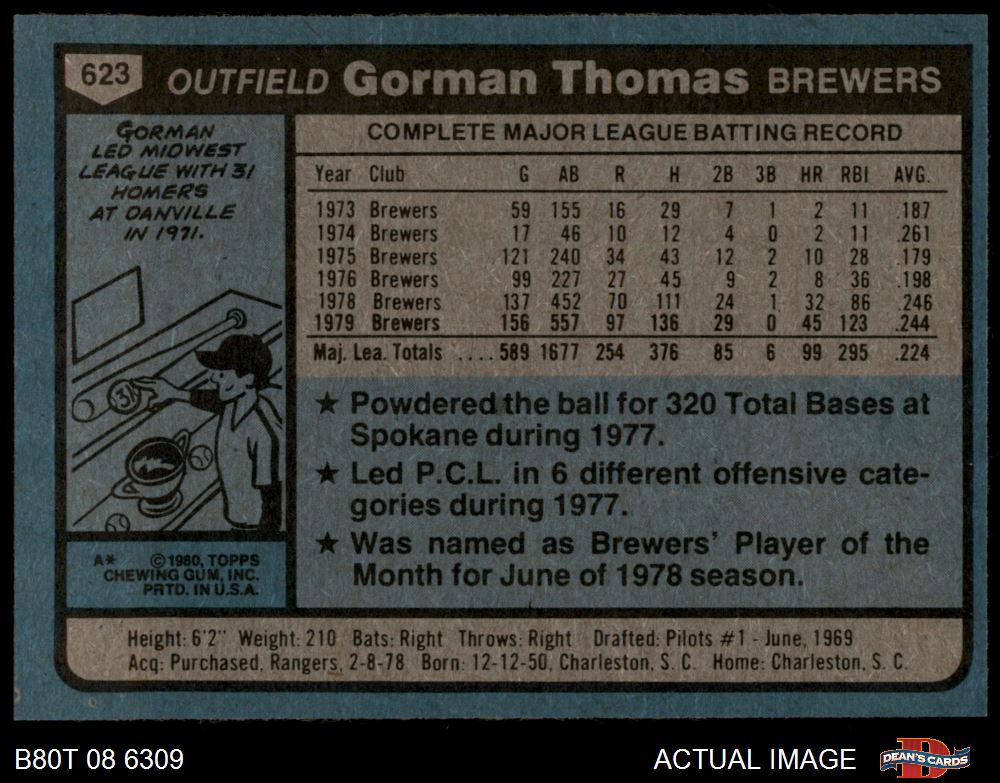 623 OUTFIELD Gorman Thomas BREWERS
GORMAN
LED MIDWEST
LEAGUE WITH 31
HOMERS
AT DANVILLE
IN 1971.
31
A* ©1980, TOPPS
CHEWING GUM, INC.
PRTD. IN U.S.A.
COMPLETE MAJOR LEAGUE BATTING RECORD
Year Club G AB R H 2B 3B HR RBI AVG.
1973 Brewers 59 155 16 29 7 1 2 11 .187
1974 Brewers 17 46 10 12 4 0 2 11 .261
1975 Brewers 121 240 34 43 12 2 10 28 .179
1976 Brewers 99 227 27 45 9 2 8 36 .198
1978 Brewers 137 452 70 111 24 1 32 86 .246
1979 Brewers 156 557 97 136 29 0 45 123 .244
Maj. Lea. Totals .... 589 1677 254 376 85 6 99 295 .224
★ Powdered the ball for 320 Total Bases at
Spokane during 1977.
★ Led P.C.L. in 6 different offensive cate-
gories during 1977.
★ Was named as Brewers' Player of the
Month for June of 1978 season.
Height: 6'2" Weight: 210 Bats: Right Throws: Right Drafted: Pilots #1 - June, 1969
Acq: Purchased, Rangers, 2-8-78 Born: 12-12-50, Charleston, S. C. Home: Charleston, S. C.
B80T 08 6309
ACTUAL IMAGE
DEAN'S CARDS